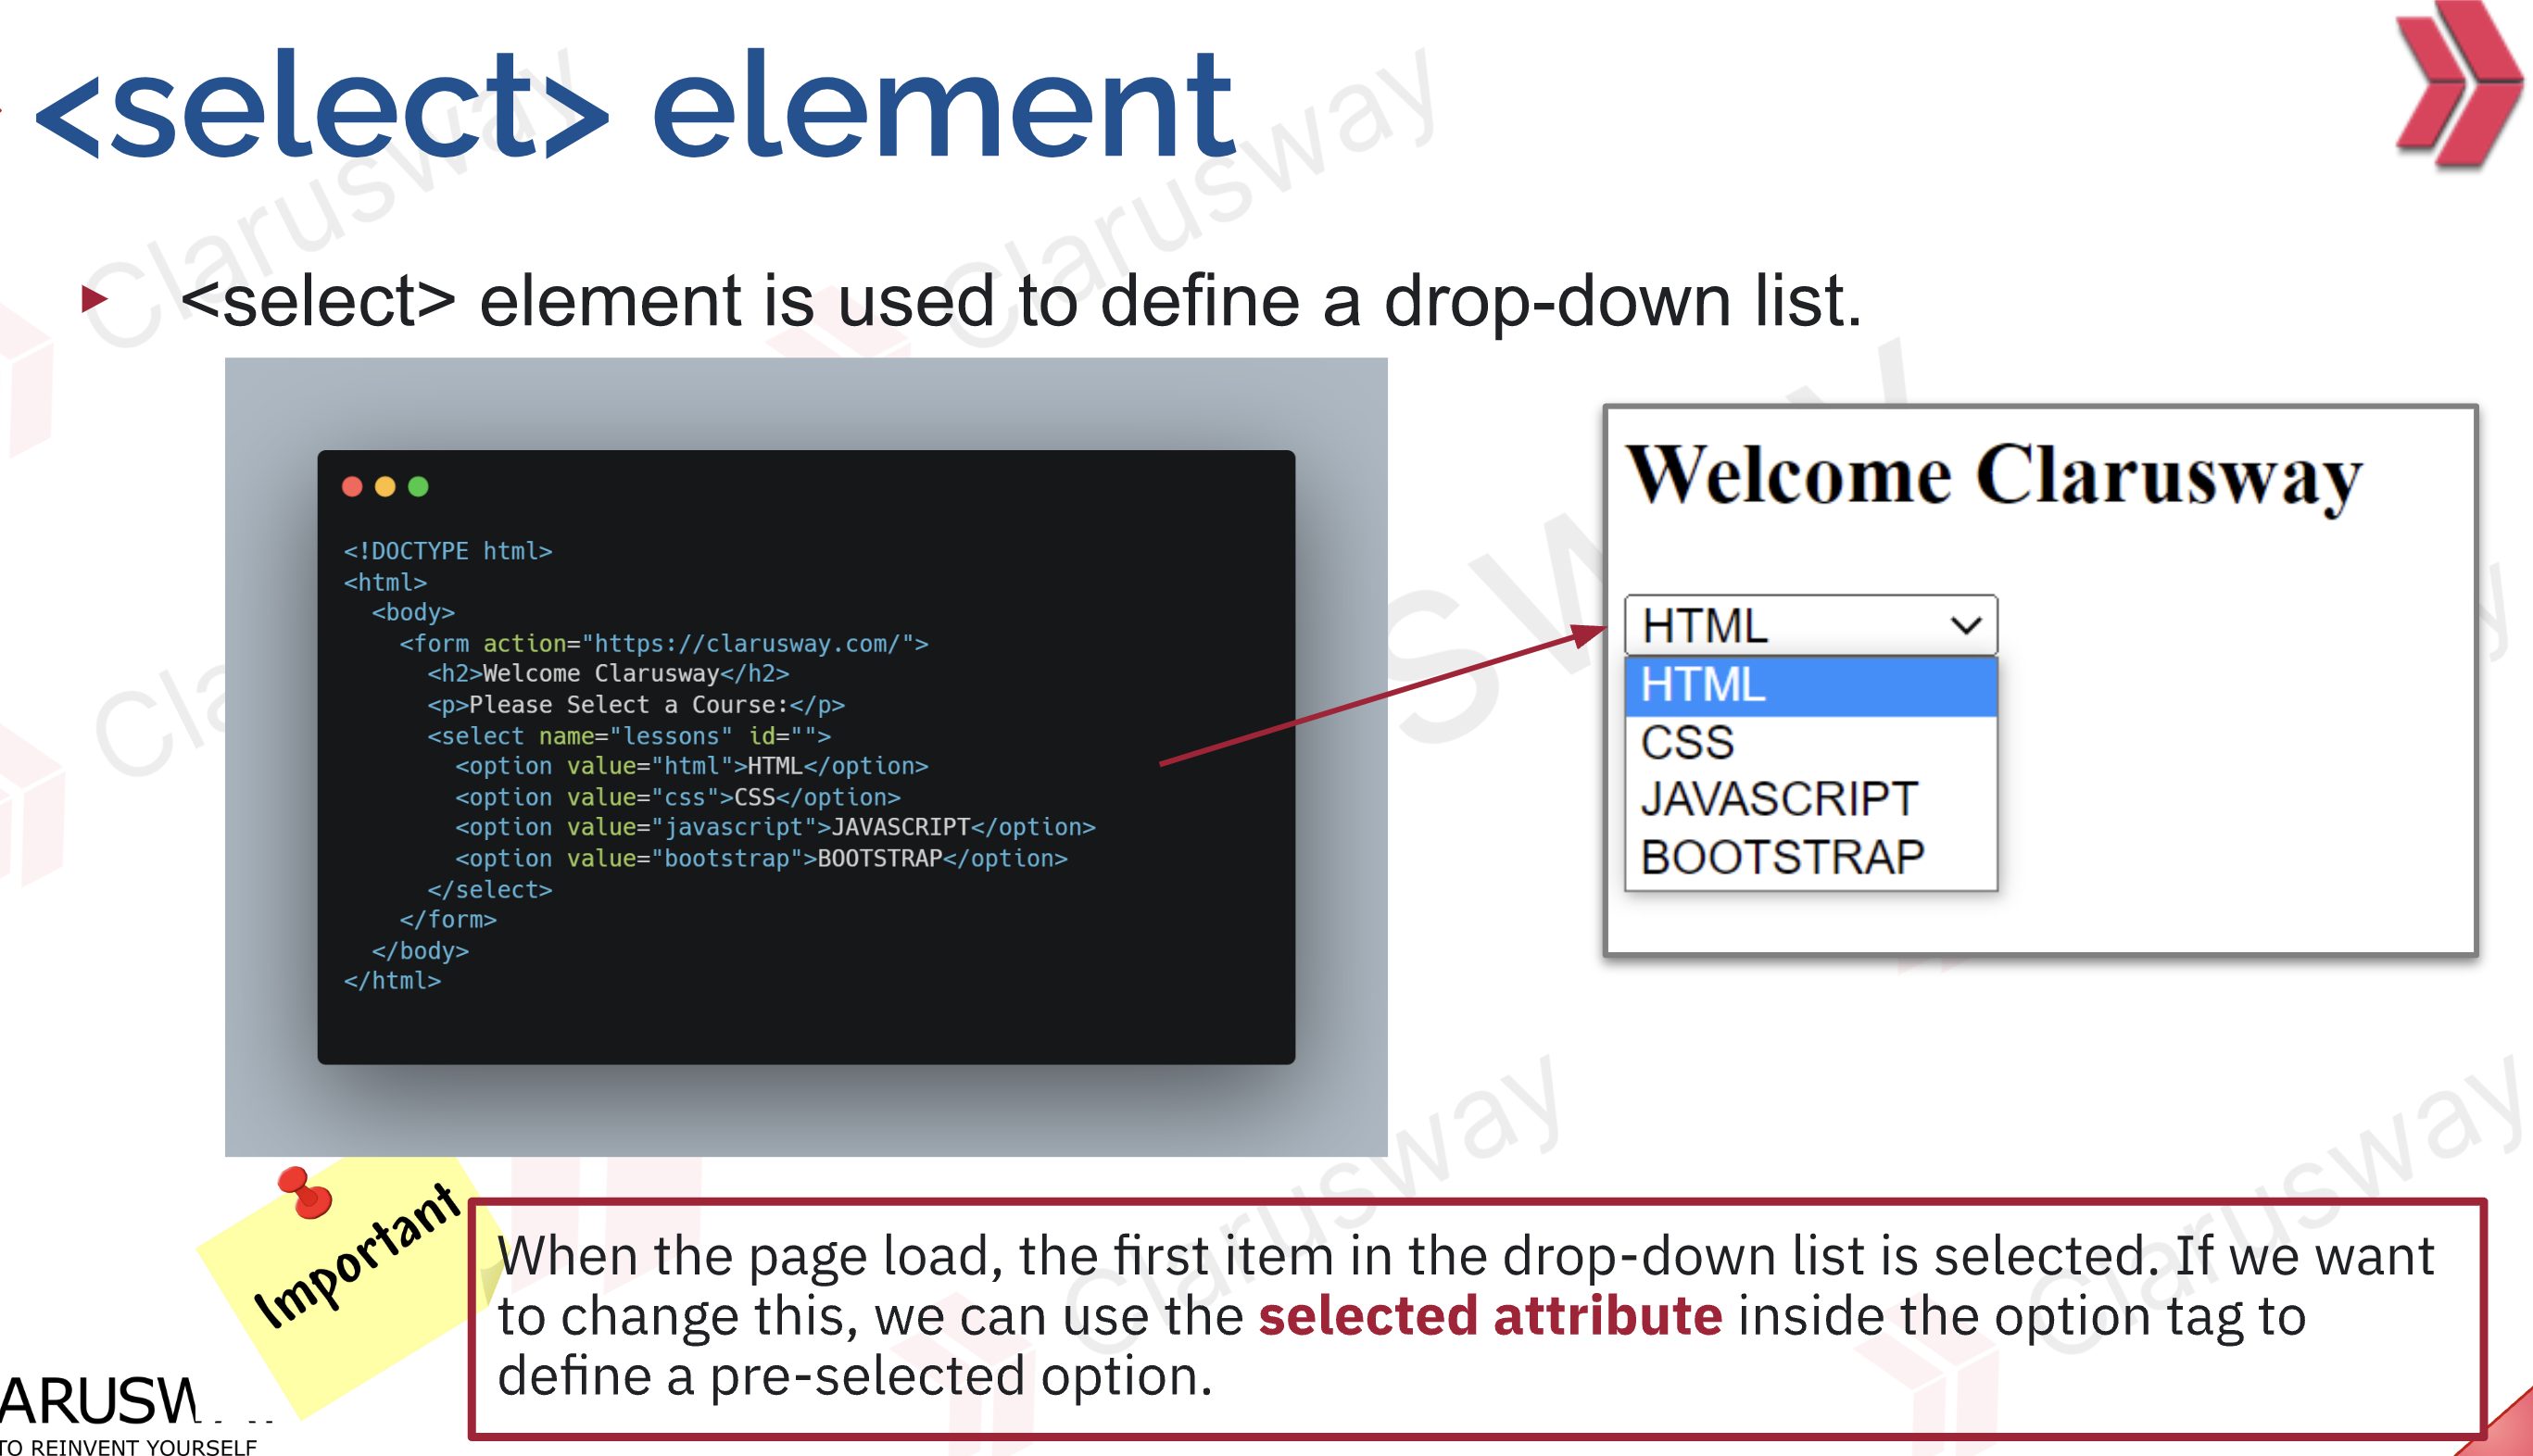 <select> element
<select> element is used to define a drop-down list.
<!DOCTYPE html>
<html>
  <body>
    <form action="https://clarusway.com/">
      <h2>Welcome Clarusway</h2>
      <p>Please Select a Course:</p>
      <select name="lessons" id="">
        <option value="html">HTML</option>
        <option value="css">CSS</option>
        <option value="javascript">JAVASCRIPT</option>
        <option value="bootstrap">BOOTSTRAP</option>
      </select>
    </form>
  </body>
</html>
Welcome Clarusway
HTML
HTML
CSS
JAVASCRIPT
BOOTSTRAP
Important
When the page load, the first item in the drop-down list is selected. If we want
to change this, we can use the selected attribute inside the option tag to
define a pre-selected option.
TO REINVENT YOURSELF
Clarusway
Clarusway
Clarusway
Clarusway